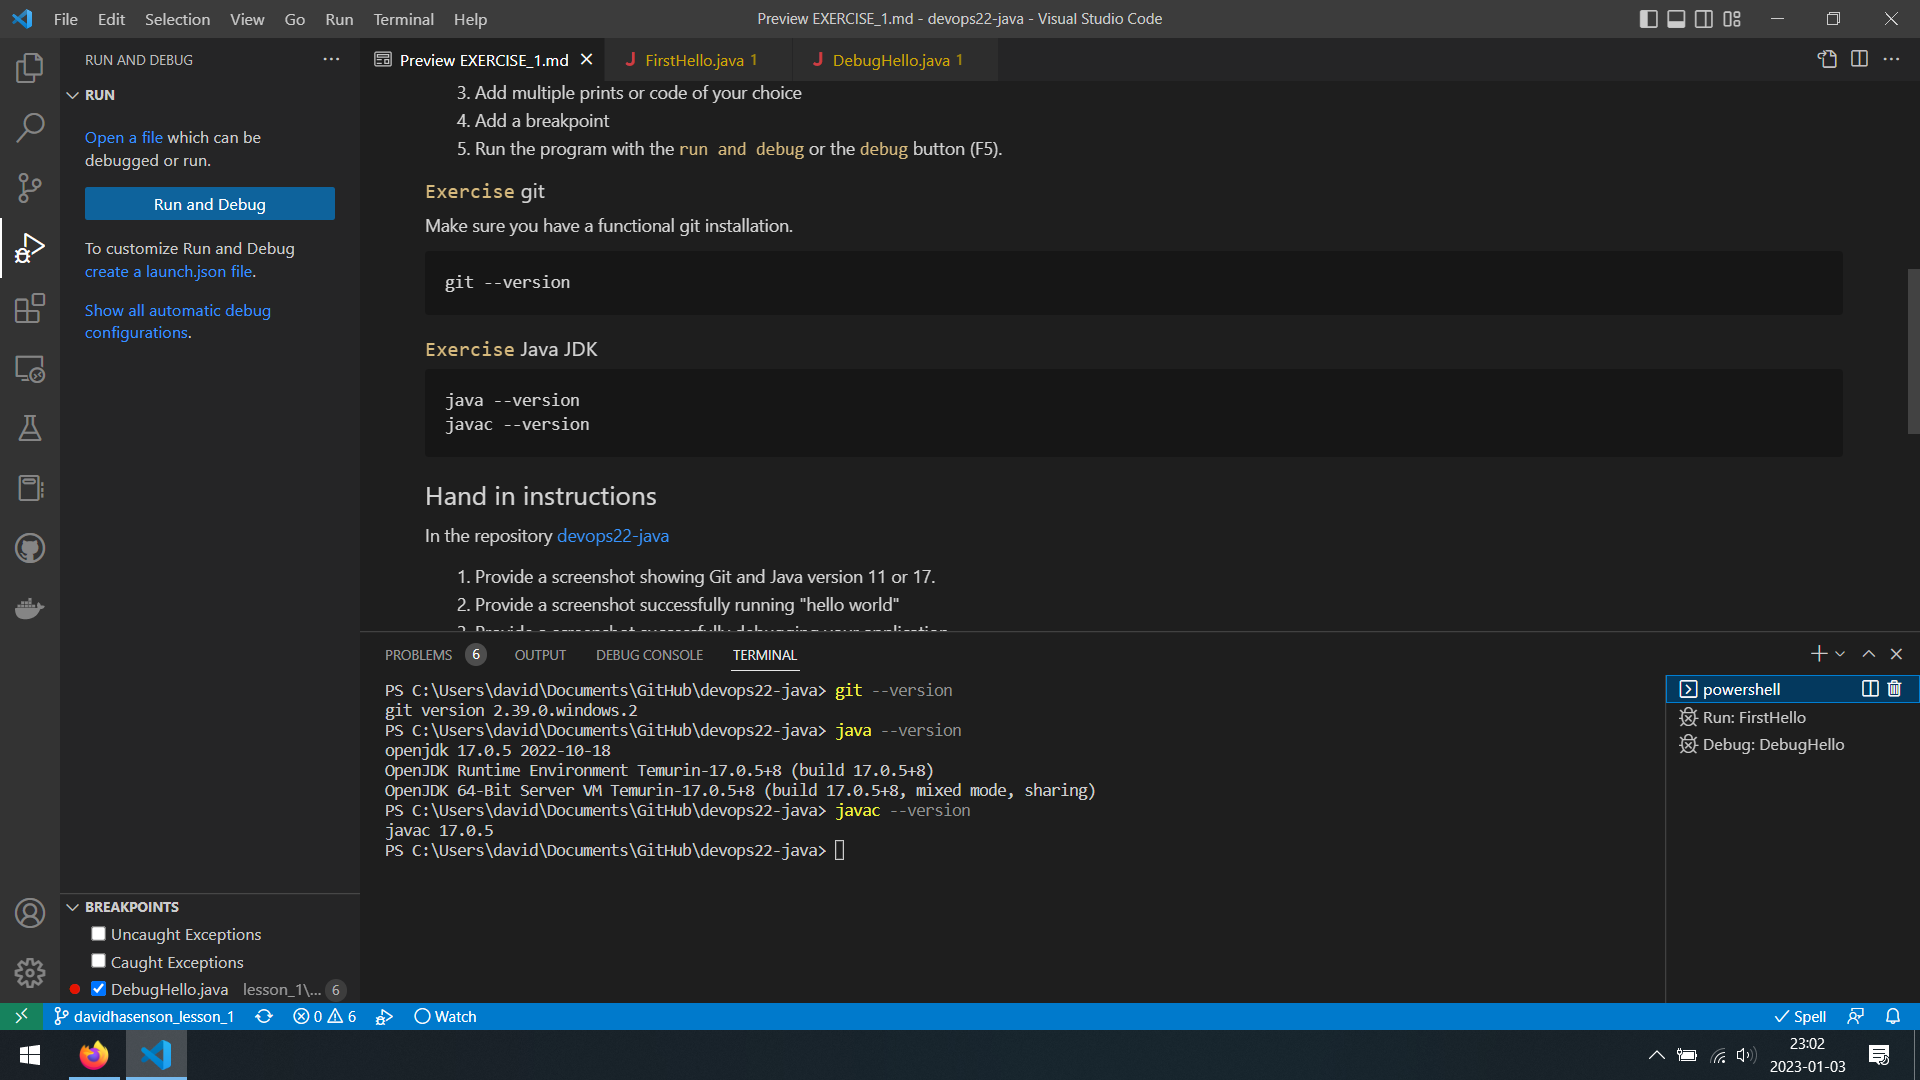 File Edit Selection View Go Run Terminal Help
Preview EXERCISE_1.md - devops22-java - Visual Studio Code
RUN AND DEBUG
RUN
Open a file which can be
debugged or run.
Run and Debug
To customize Run and Debug
create a launch.json file.
Show all automatic debug
configurations.
BREAKPOINTS
Uncaught Exceptions
Caught Exceptions
DebugHello.java lesson_1\... 6
Preview EXERCISE_1.md
J FirstHello.java 1
J DebugHello.java 1
3. Add multiple prints or code of your choice
4. Add a breakpoint
5. Run the program with the run and debug or the debug button (F5).
Exercise git
Make sure you have a functional git installation.
git --version
Exercise Java JDK
java --version
javac --version
Hand in instructions
In the repository devops22-java
1. Provide a screenshot showing Git and Java version 11 or 17.
2. Provide a screenshot successfully running "hello world"
3. Provide a screenshot successfully debugging your application
PROBLEMS 6 OUTPUT DEBUG CONSOLE TERMINAL
PS C:\Users\david\Documents\GitHub\devops22-java> git --version
git version 2.39.0.windows.2
PS C:\Users\david\Documents\GitHub\devops22-java> java --version
openjdk 17.0.5 2022-10-18
OpenJDK Runtime Environment Temurin-17.0.5+8 (build 17.0.5+8)
OpenJDK 64-Bit Server VM Temurin-17.0.5+8 (build 17.0.5+8, mixed mode, sharing)
PS C:\Users\david\Documents\GitHub\devops22-java> javac --version
javac 17.0.5
PS C:\Users\david\Documents\GitHub\devops22-java>
powershell
Run: FirstHello
Debug: DebugHello
davidhasenson_lesson_1 0 6 Watch
Spell
23:02
2023-01-03